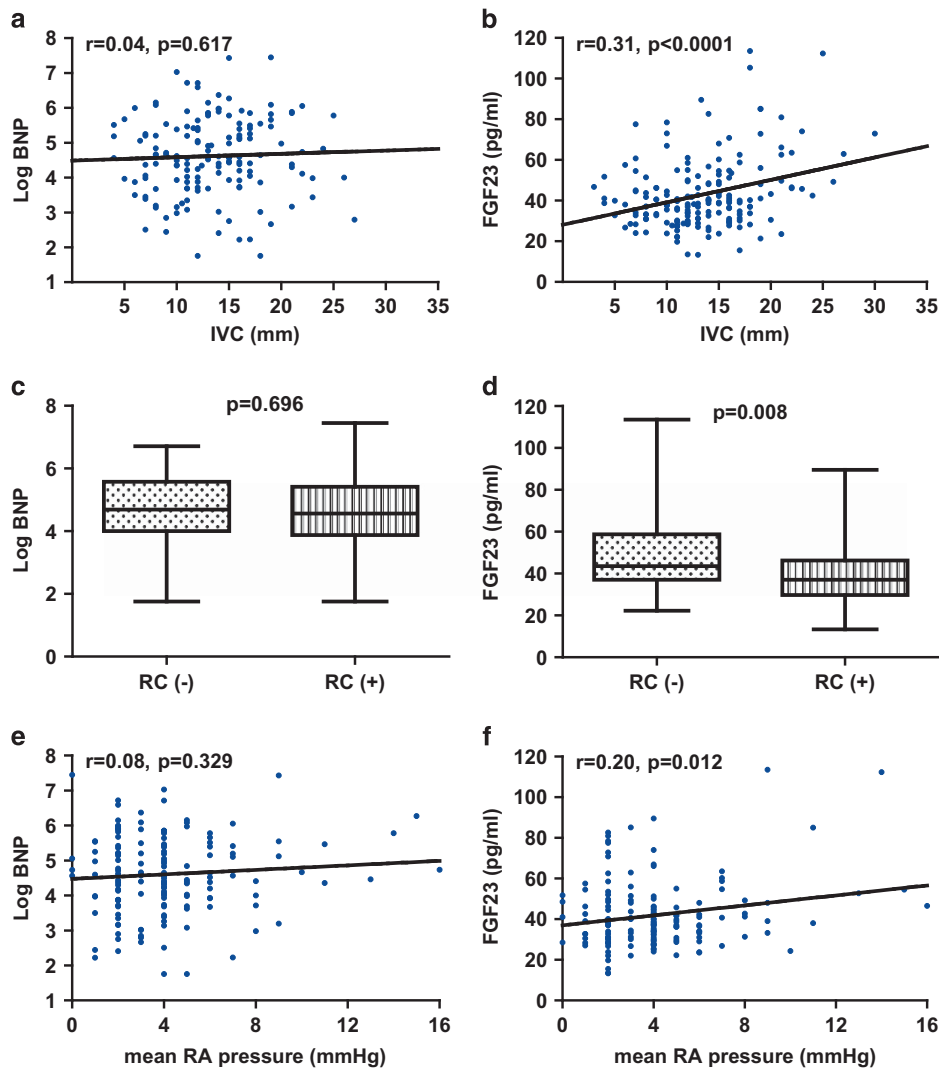 a
r=0.04, p=0.617
Log BNP
8
7
6
5
4
3
2
1
5 10 15 20 25 30 35
IVC (mm)
b
r=0.31, p<0.0001
FGF23 (pg/ml)
120
100
80
60
40
20
0
5 10 15 20 25 30 35
IVC (mm)
c
p=0.696
Log BNP
8
6
4
2
0
RC (-) RC (+)
d
p=0.008
FGF23 (pg/ml)
120
100
80
60
40
20
0
RC (-) RC (+)
e
r=0.08, p=0.329
Log BNP
8
7
6
5
4
3
2
1
0 4 8 12 16
mean RA pressure (mmHg)
f
r=0.20, p=0.012
FGF23 (pg/ml)
120
100
80
60
40
20
0
0 4 8 12 16
mean RA pressure (mmHg)